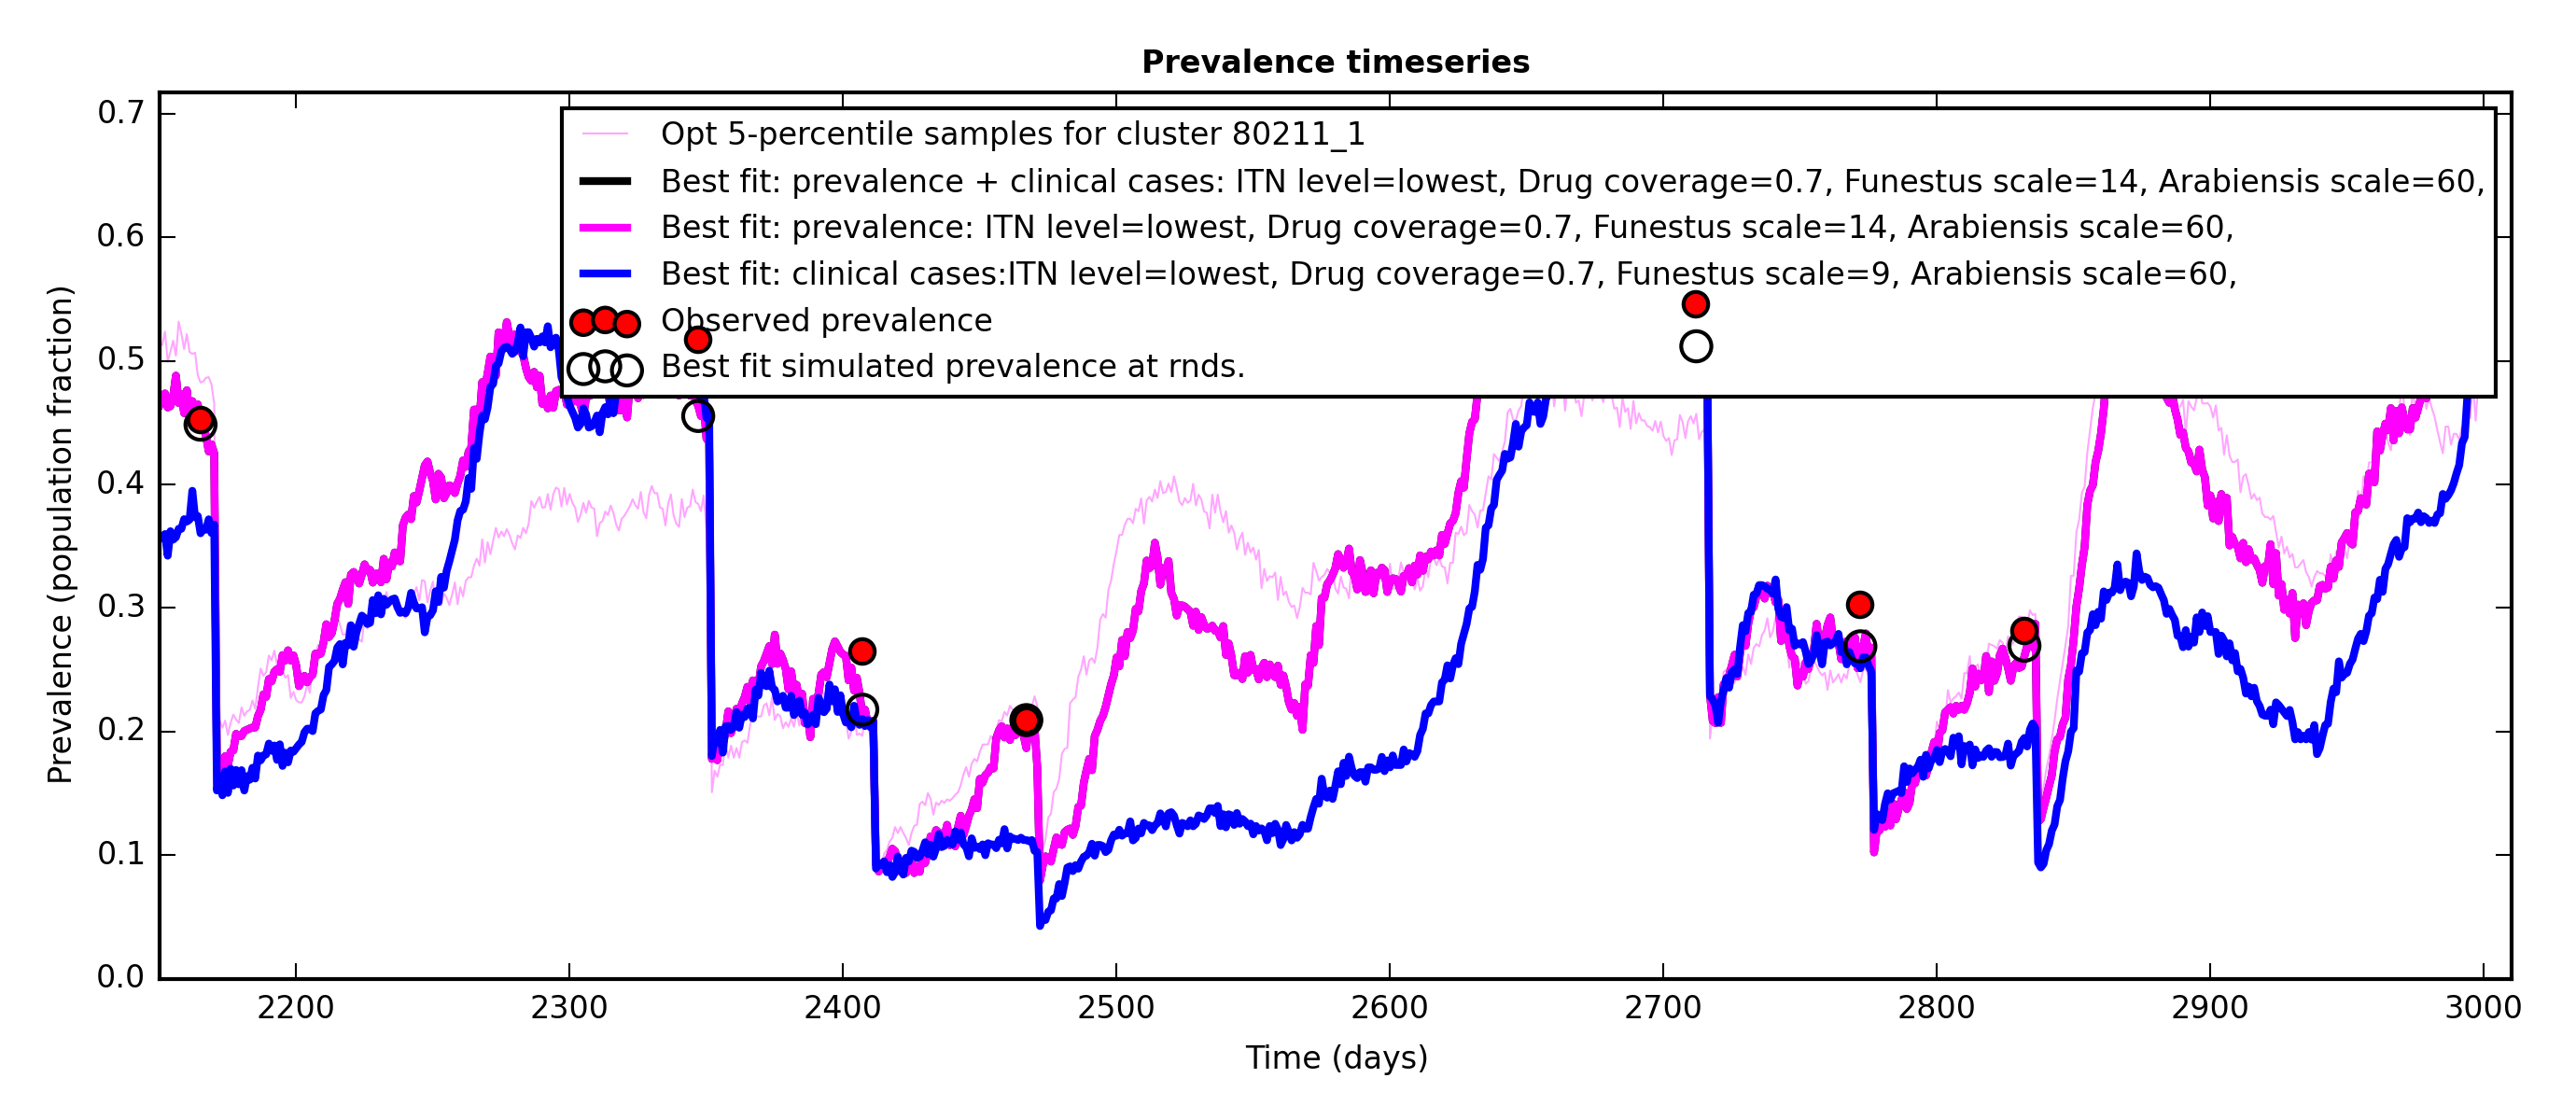 Prevalence timeseries
Opt 5-percentile samples for cluster 80211_1
Best fit: prevalence + clinical cases: ITN level=lowest, Drug coverage=0.7, Funestus scale=14, Arabiensis scale=60,
Best fit: prevalence: ITN level=lowest, Drug coverage=0.7, Funestus scale=14, Arabiensis scale=60,
Best fit: clinical cases:ITN level=lowest, Drug coverage=0.7, Funestus scale=9, Arabiensis scale=60,
Observed prevalence
Best fit simulated prevalence at rnds.
Prevalence (population fraction)
0.7
0.6
0.5
0.4
0.3
0.2
0.1
0.0
2200 2300 2400 2500 2600 2700 2800 2900 3000
Time (days)